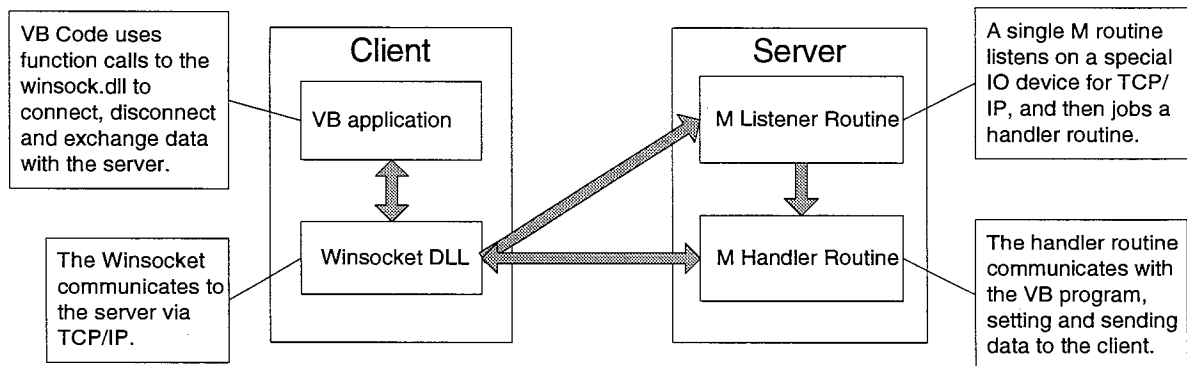 VB Code uses
function calls to the
winsock.dll to
connect, disconnect
and exchange data
with the server.
The Winsocket
communicates to
the server via
TCP/IP.
Client
VB application
Winsocket DLL
Server
M Listener Routine
M Handler Routine
A single M routine
listens on a special
IO device for TCP/
IP, and then jobs a
handler routine.
The handler routine
communicates with
the VB program,
setting and sending
data to the client.